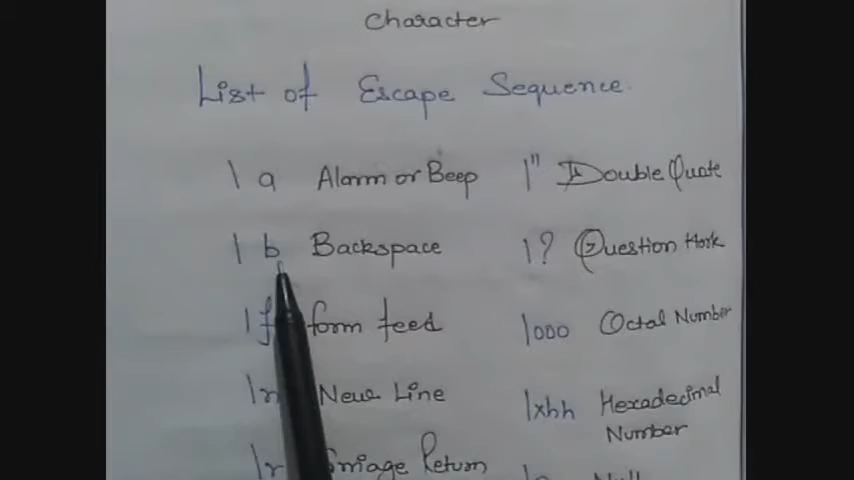 Character
List of Escape Sequence.
\a Alarm or Beep
\b Backspace
\f form feed
\n New Line
\r Return
\" Double Quote
\? Question Mark
\ooo Octal Number
\xhh Hexadecimal
Number
Null